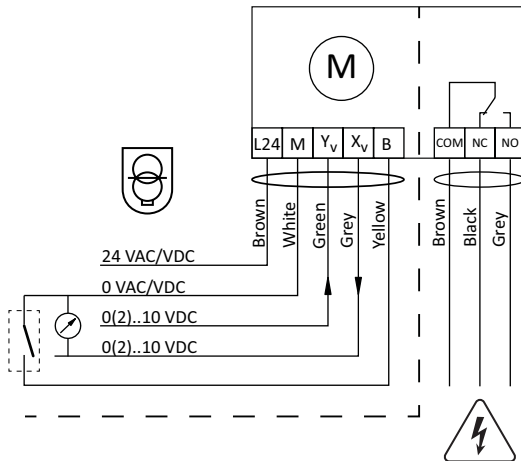 M
L24 M Yv Xv B COM NC NO
Brown White Green Grey Yellow Brown Black Grey
24 VAC/VDC
0 VAC/VDC
0(2)..10 VDC
0(2)..10 VDC